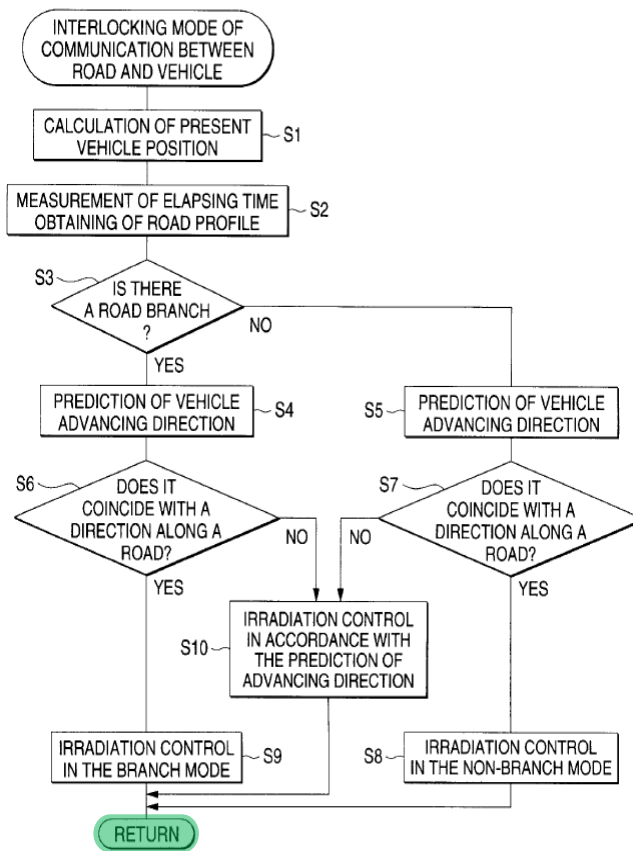 INTERLOCKING MODE OF
COMMUNICATION BETWEEN
ROAD AND VEHICLE
CALCULATION OF PRESENT
VEHICLE POSITION
S1
MEASUREMENT OF ELAPSING TIME
OBTAINING OF ROAD PROFILE
S2
S3
IS THERE
A ROAD BRANCH
?
NO
YES
PREDICTION OF VEHICLE
ADVANCING DIRECTION
S4
S5
PREDICTION OF VEHICLE
ADVANCING DIRECTION
S6
DOES IT
COINCIDE WITH A
DIRECTION ALONG A
ROAD?
NO
YES
S7
DOES IT
COINCIDE WITH A
DIRECTION ALONG A
ROAD?
NO
YES
S10
IRRADIATION CONTROL
IN ACCORDANCE WITH
THE PREDICTION OF
ADVANCING DIRECTION
IRRADIATION CONTROL
IN THE BRANCH MODE
S9
S8
IRRADIATION CONTROL
IN THE NON-BRANCH MODE
RETURN